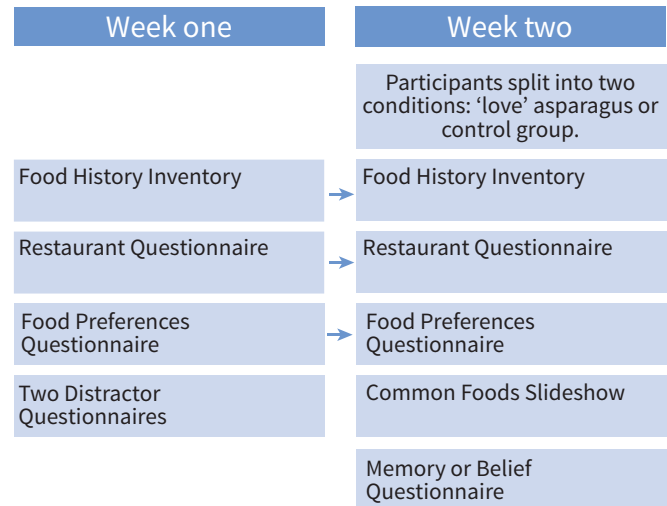 Week one
Week two
Participants split into two
conditions: ‘love’ asparagus or
control group.
Food History Inventory
Food History Inventory
Restaurant Questionnaire
Restaurant Questionnaire
Food Preferences
Questionnaire
Food Preferences
Questionnaire
Two Distractor
Questionnaires
Common Foods Slideshow
Memory or Belief
Questionnaire